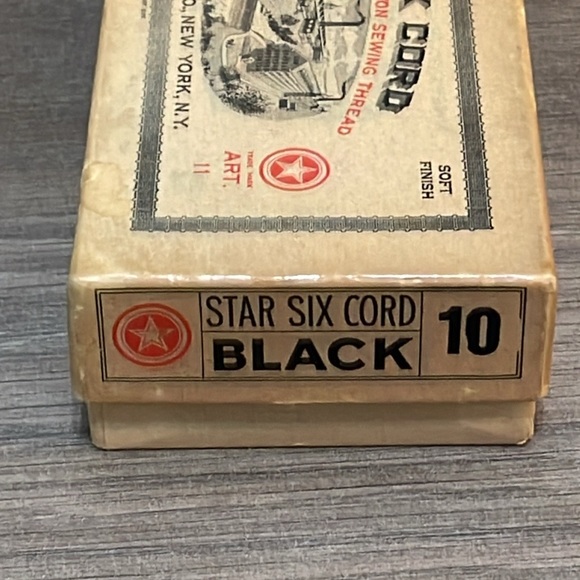 K CORD
ON SEWING THREAD
O., NEW YORK, N.Y.
TRADE MARK
ART.
11
SOFT
FINISH
STAR SIX CORD
BLACK
10